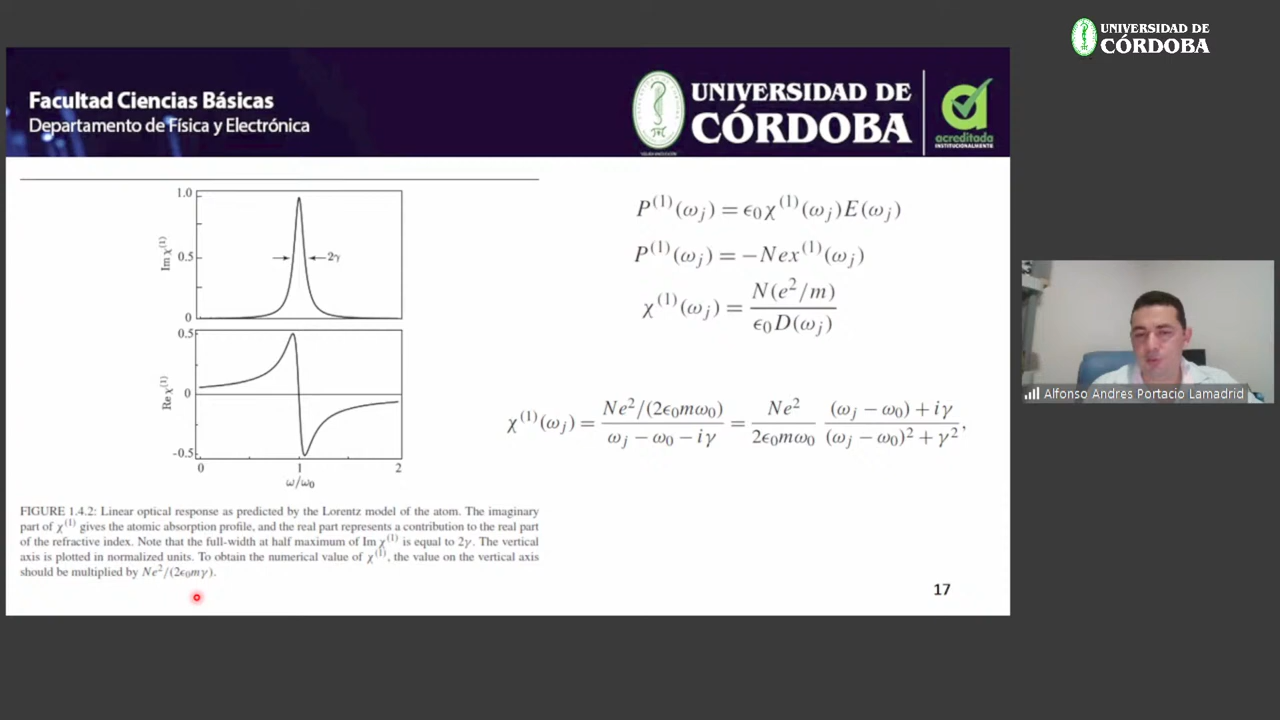 UNIVERSIDAD DE
CÓRDOBA
Facultad Ciencias Básicas
Departamento de Física y Electrónica
UNIVERSIDAD DE
CÓRDOBA
acreditada
INSTITUCIONALMENTE
1.0
Im χ⁽¹⁾
0.5
2γ
0
0.5
Re χ⁽¹⁾
0
-0.5
0 1 2
ω/ω₀
FIGURE 1.4.2: Linear optical response as predicted by the Lorentz model of the atom. The imaginary
part of χ⁽¹⁾ gives the atomic absorption profile, and the real part represents a contribution to the real part
of the refractive index. Note that the full-width at half maximum of Im χ⁽¹⁾ is equal to 2γ. The vertical
axis is plotted in normalized units. To obtain the numerical value of χ⁽¹⁾, the value on the vertical axis
should be multiplied by Ne²/(2ϵ₀mγ).
P⁽¹⁾(ωⱼ) = ϵ₀χ⁽¹⁾(ωⱼ)E(ωⱼ)
P⁽¹⁾(ωⱼ) = −Nex⁽¹⁾(ωⱼ)
χ⁽¹⁾(ωⱼ) = N(e²/m) / ϵ₀D(ωⱼ)
χ⁽¹⁾(ωⱼ) = Ne²/(2ϵ₀mω₀) / ωⱼ − ω₀ − iγ = Ne² / 2ϵ₀mω₀ (ωⱼ − ω₀) + iγ / (ωⱼ − ω₀)² + γ²,
17
Alfonso Andres Portacio Lamadrid